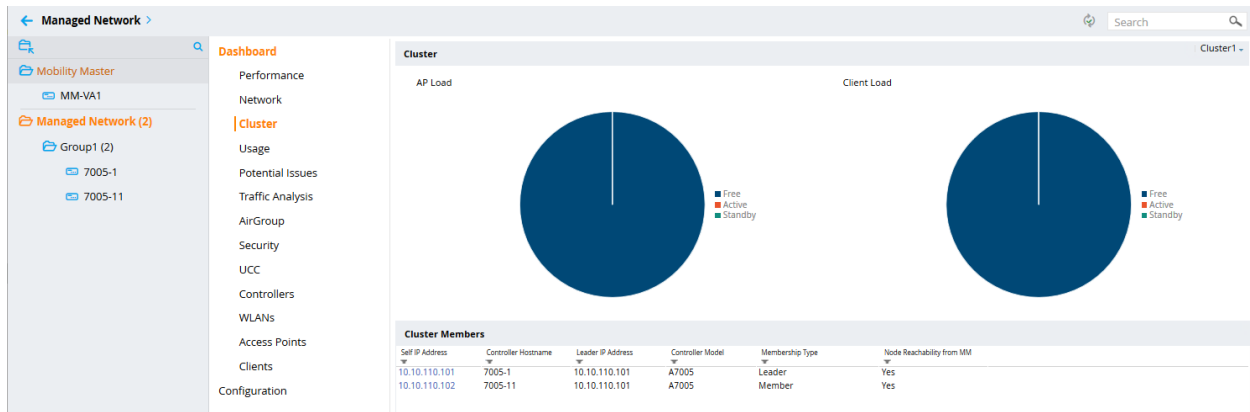 Managed Network >
Search
Mobility Master
MM-VA1
Managed Network (2)
Group1 (2)
7005-1
7005-11
Dashboard
Performance
Network
Cluster
Usage
Potential Issues
Traffic Analysis
AirGroup
Security
UCC
Controllers
WLANs
Access Points
Clients
Configuration
Cluster
Cluster1
AP Load
Client Load
Free
Active
Standby
Free
Active
Standby
Cluster Members
Self IP Address Controller Hostname Leader IP Address Controller Model Membership Type Node Reachability from MM
10.10.110.101 7005-1 10.10.110.101 A7005 Leader Yes
10.10.110.102 7005-11 10.10.110.101 A7005 Member Yes